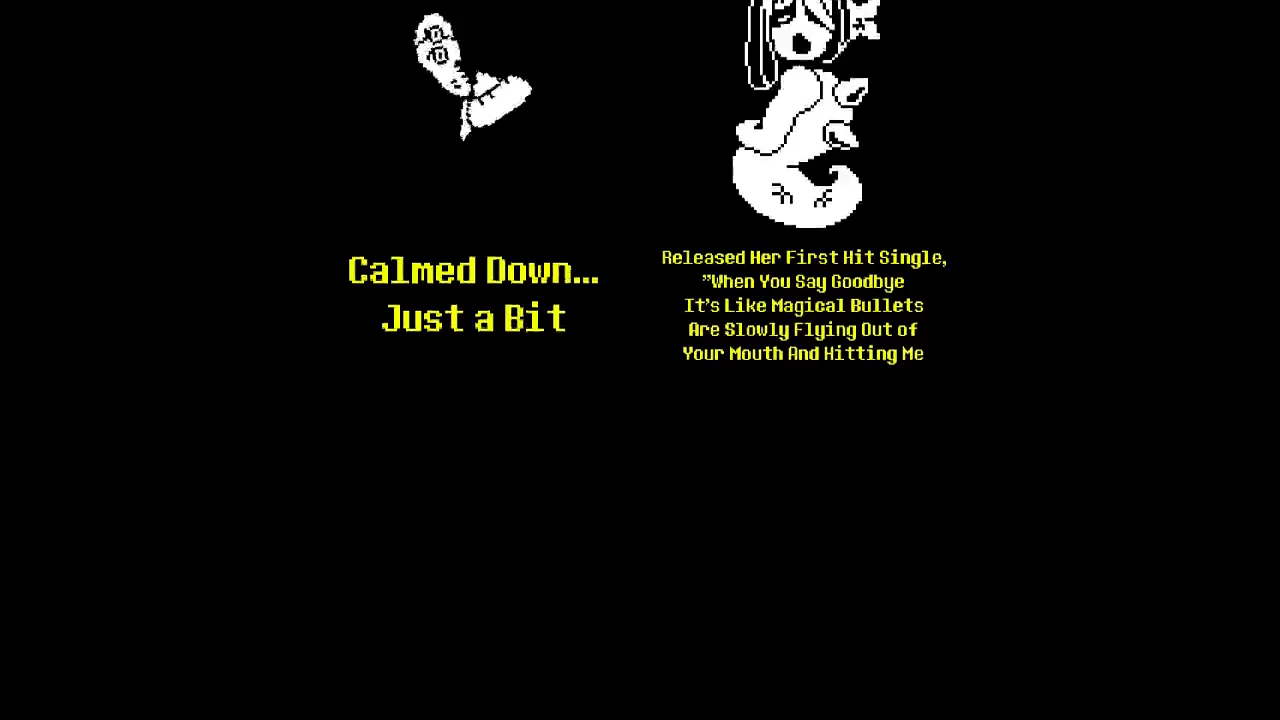 Calmed Down...
Just a Bit
Released Her First Hit Single,
"When You Say Goodbye
It's Like Magical Bullets
Are Slowly Flying Out of
Your Mouth And Hitting Me